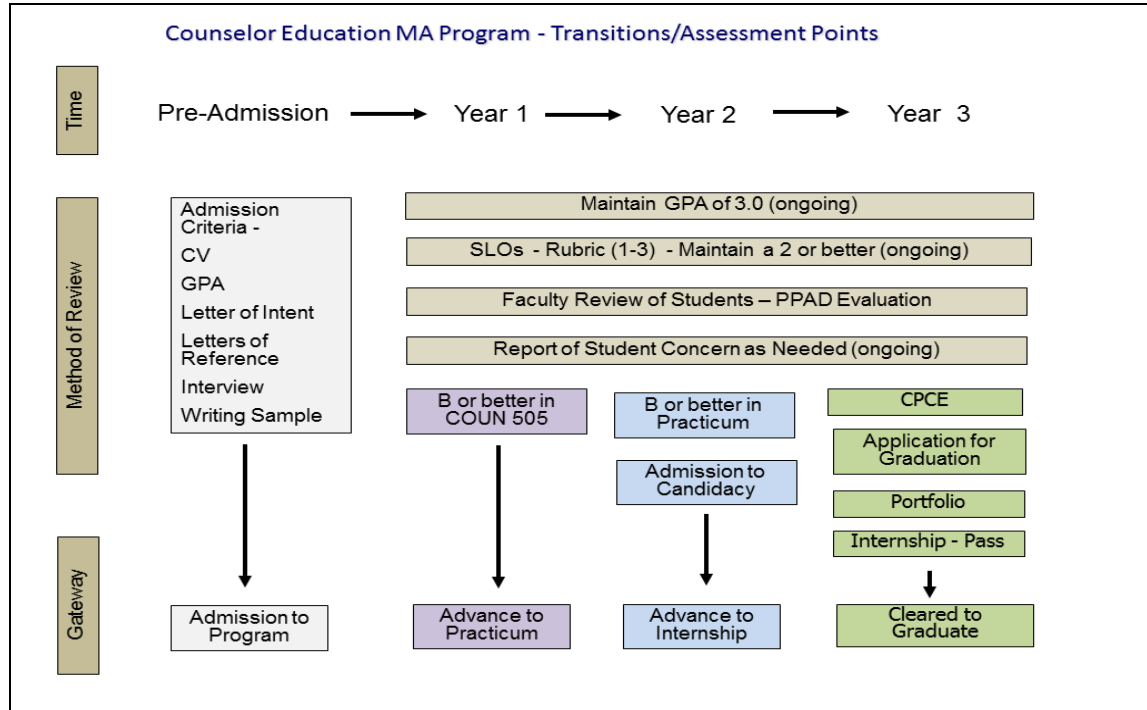 Counselor Education MA Program - Transitions/Assessment Points
Time
Pre-Admission
Year 1
Year 2
Year 3
Method of Review
Admission
Criteria -
CV
GPA
Letter of Intent
Letters of
Reference
Interview
Writing Sample
Maintain GPA of 3.0 (ongoing)
SLOs - Rubric (1-3) - Maintain a 2 or better (ongoing)
Faculty Review of Students – PPAD Evaluation
Report of Student Concern as Needed (ongoing)
B or better in
COUN 505
B or better in
Practicum
Admission to
Candidacy
CPCE
Application for
Graduation
Portfolio
Internship - Pass
Gateway
Admission to
Program
Advance to
Practicum
Advance to
Internship
Cleared to
Graduate